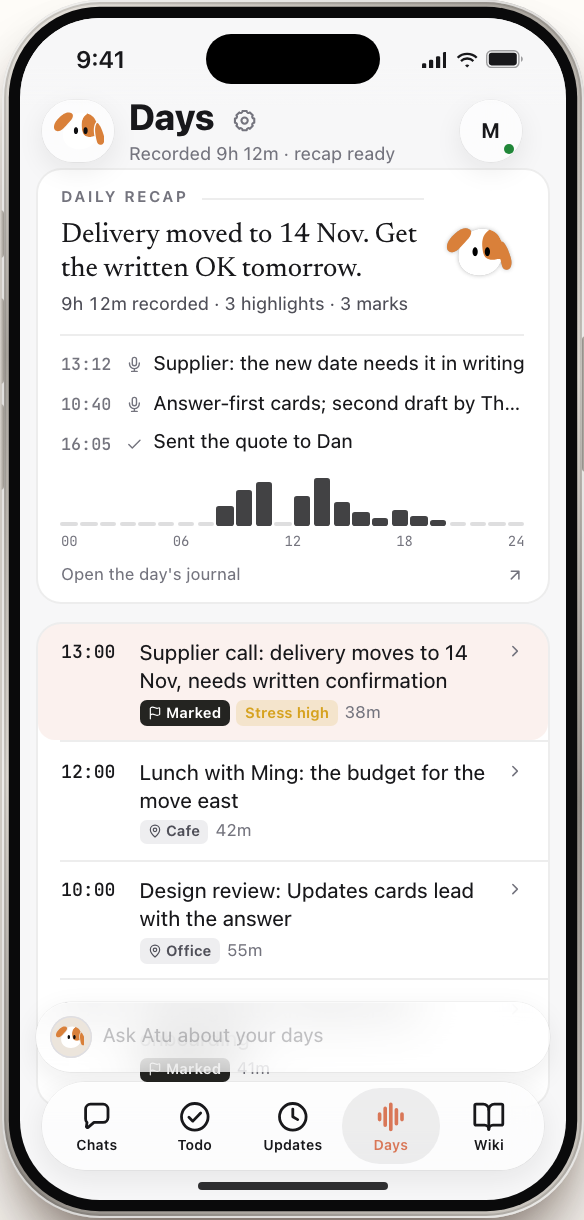 9:41
Days
M
Recorded 9h 12m · recap ready
DAILY RECAP
Delivery moved to 14 Nov. Get
the written OK tomorrow.
9h 12m recorded · 3 highlights · 3 marks
13:12 Supplier: the new date needs it in writing
10:40 Answer-first cards; second draft by Th...
16:05 Sent the quote to Dan
00 06 12 18 24
Open the day's journal
13:00 Supplier call: delivery moves to 14
Nov, needs written confirmation
Marked Stress high 38m
12:00 Lunch with Ming: the budget for the
move east
Cafe 42m
10:00 Design review: Updates cards lead
with the answer
Office 55m
Ask Atu about your days
Marked 41m
Chats Todo Updates Days Wiki